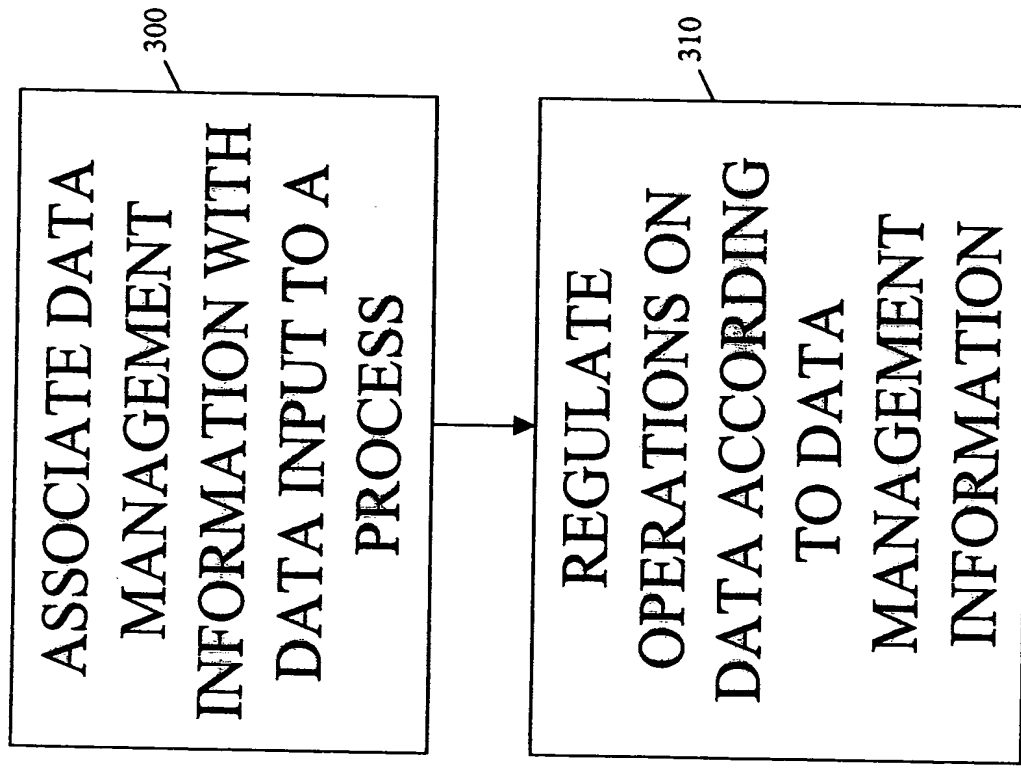 300
ASSOCIATE DATA
MANAGEMENT
INFORMATION WITH
DATA INPUT TO A
PROCESS
310
REGULATE
OPERATIONS ON
DATA ACCORDING
TO DATA
MANAGEMENT
INFORMATION